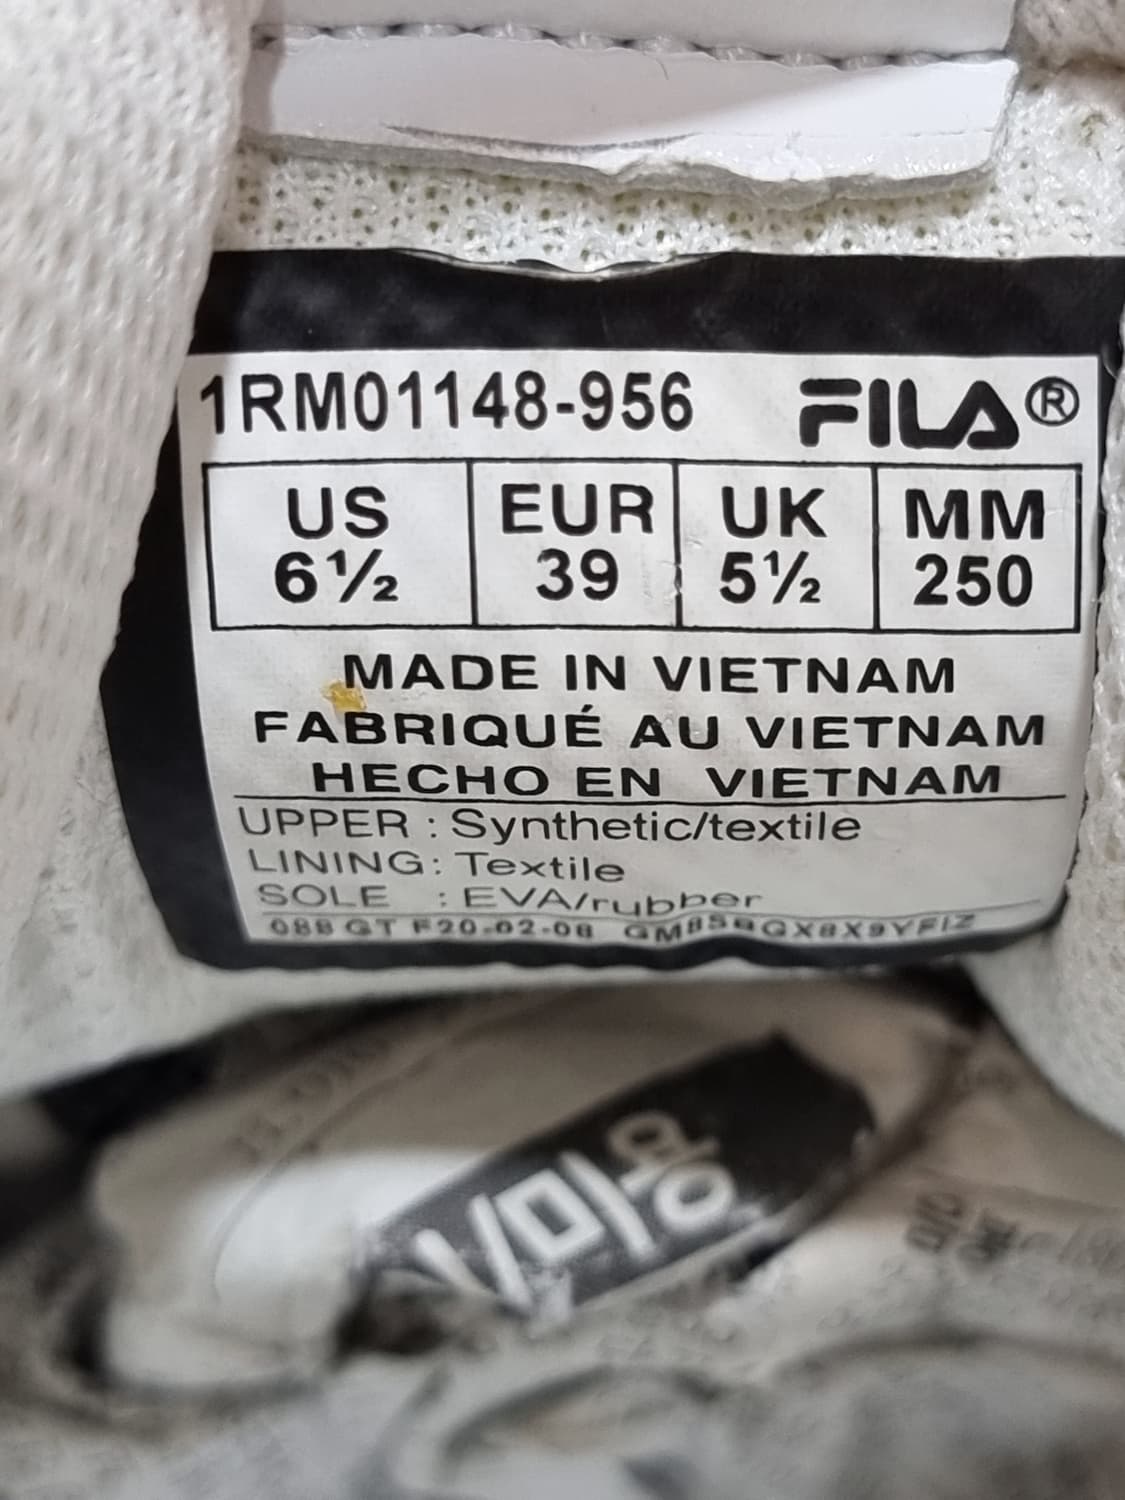 1RM01148-956 FILA®
US EUR UK MM
6½ 39 5½ 250
MADE IN VIETNAM
FABRIQUÉ AU VIETNAM
HECHO EN VIETNAM
UPPER : Synthetic/textile
LINING: Textile
SOLE : EVA/rubber
088 GT F20-02-08